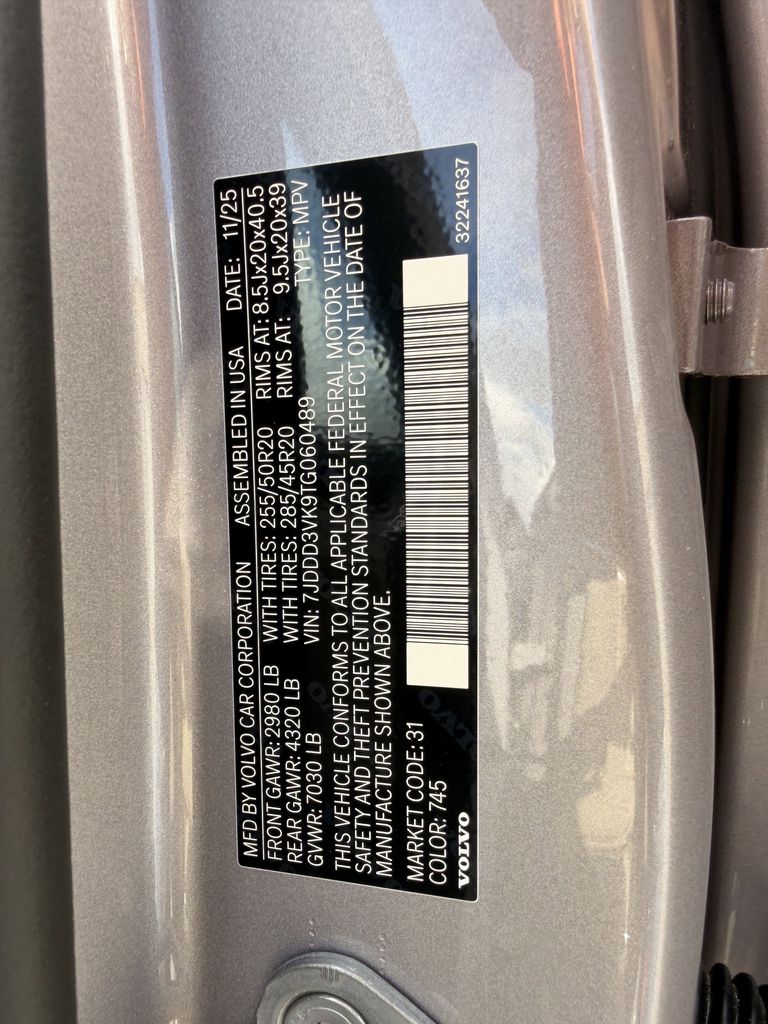 MFD BY VOLVO CAR CORPORATION ASSEMBLED IN USA DATE: 11/25
FRONT GAWR: 2980 LB WITH TIRES: 255/50R20 RIMS AT: 8.5Jx20x40.5
REAR GAWR: 4320 LB WITH TIRES: 285/45R20 RIMS AT: 9.5Jx20x39
GVWR: 7030 LB VIN: 7JDDD3VK9TG060489 TYPE: MPV
THIS VEHICLE CONFORMS TO ALL APPLICABLE FEDERAL MOTOR VEHICLE
SAFETY AND THEFT PREVENTION STANDARDS IN EFFECT ON THE DATE OF
MANUFACTURE SHOWN ABOVE.
MARKET CODE: 31
COLOR: 745
VOLVO 32241637